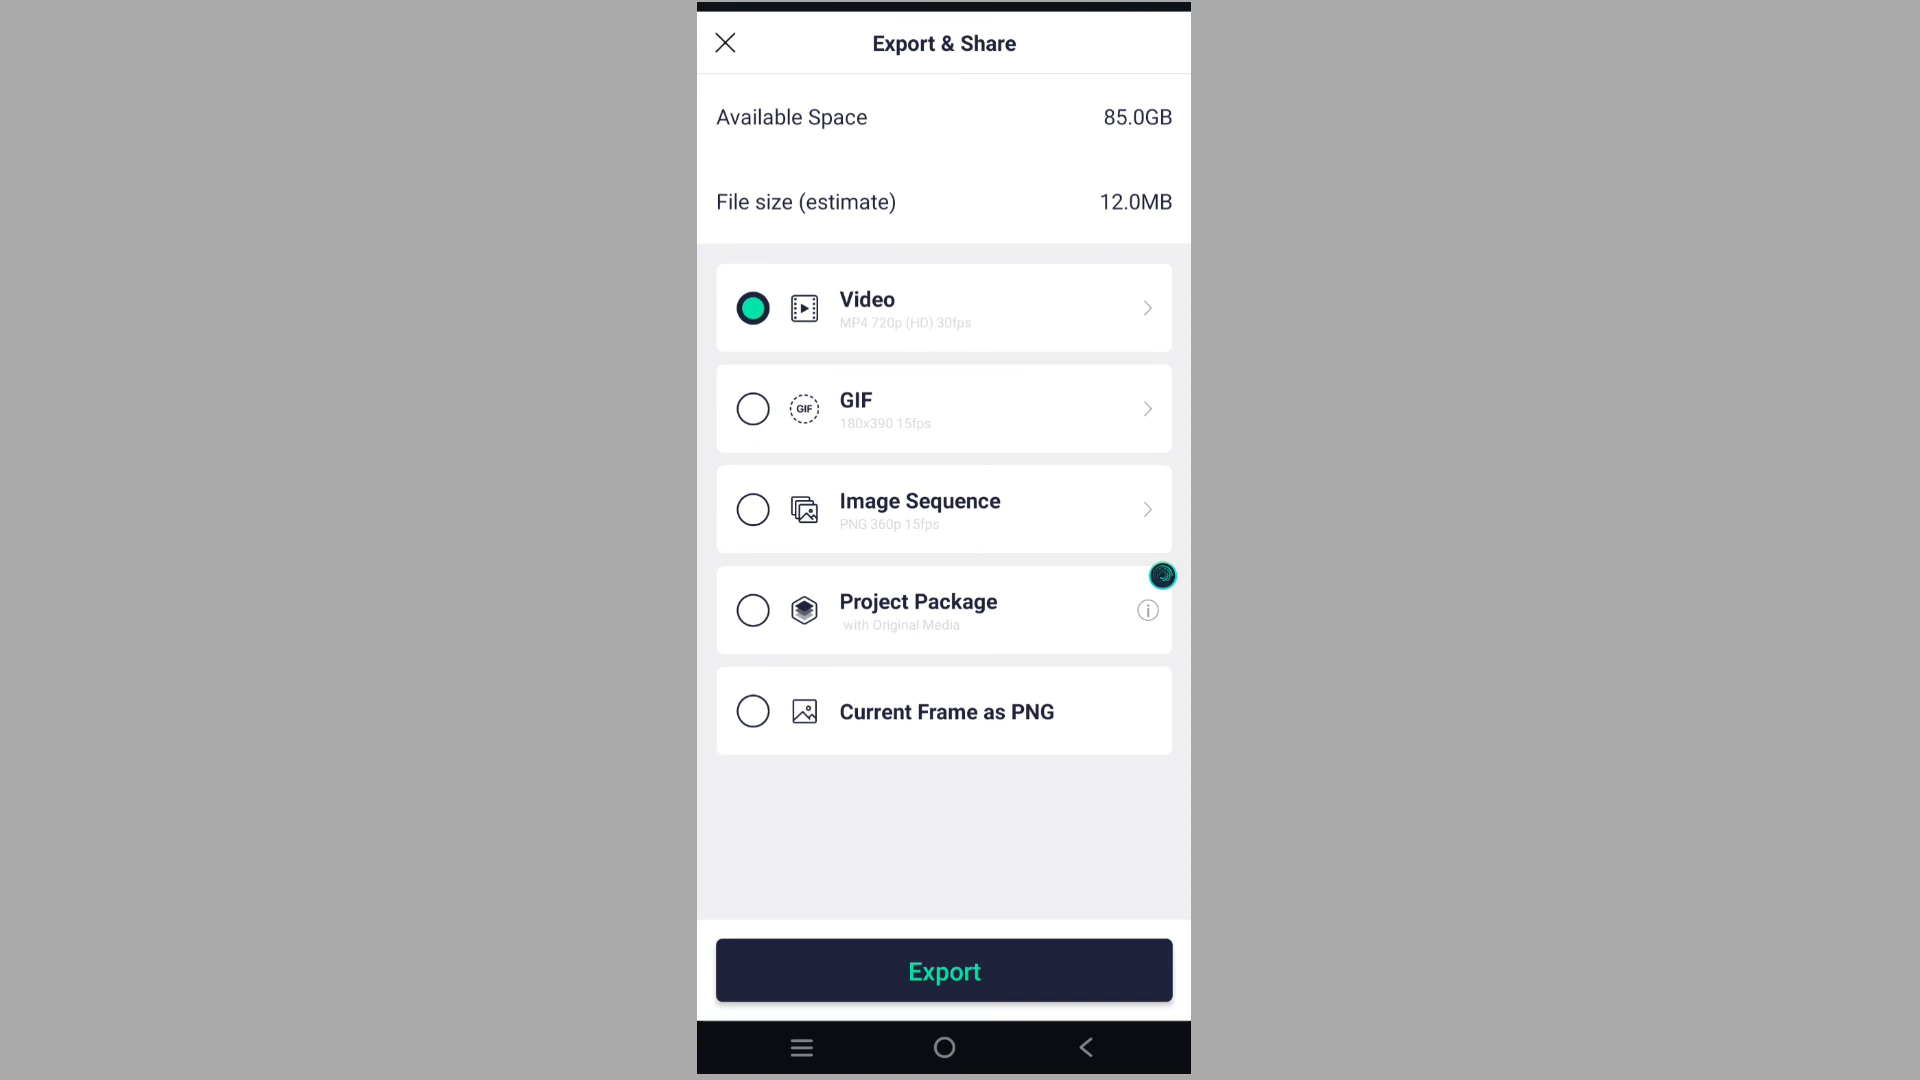 Export & Share
Available Space 85.0GB
File size (estimate) 12.0MB
Video
MP4 720p (HD) 30fps
GIF
GIF
180x390 15fps
Image Sequence
PNG 360p 15fps
Project Package
with Original Media
Current Frame as PNG
Export